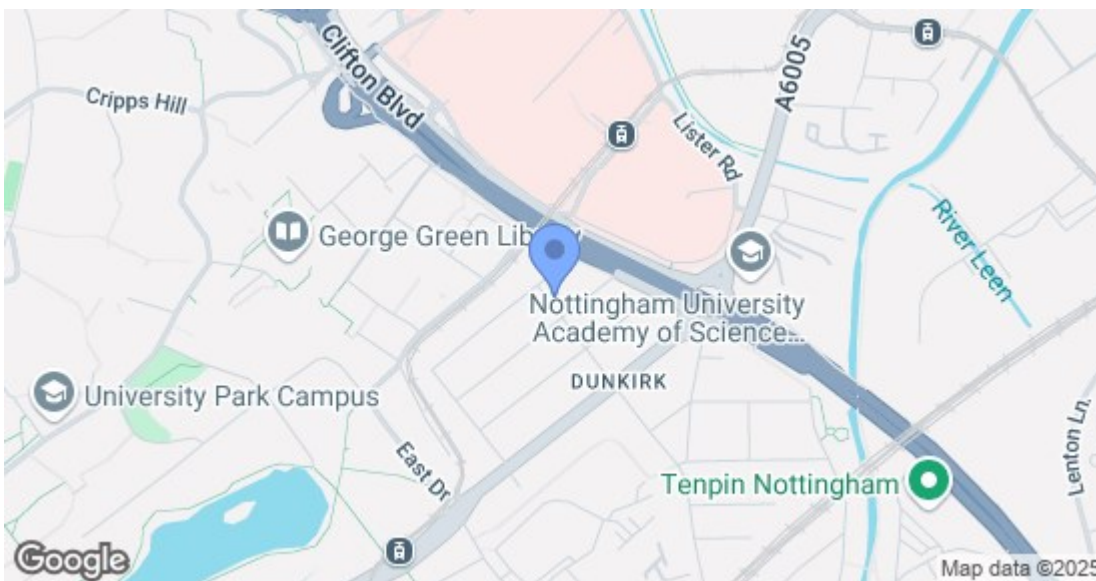 Clifton Blvd
Cripps Hill
A6005
Lister Rd
River Leen
George Green Library
Nottingham University
Academy of Science...
DUNKIRK
University Park Campus
East Dr
Tenpin Nottingham
Lenton Ln.
Google
Map data ©2025